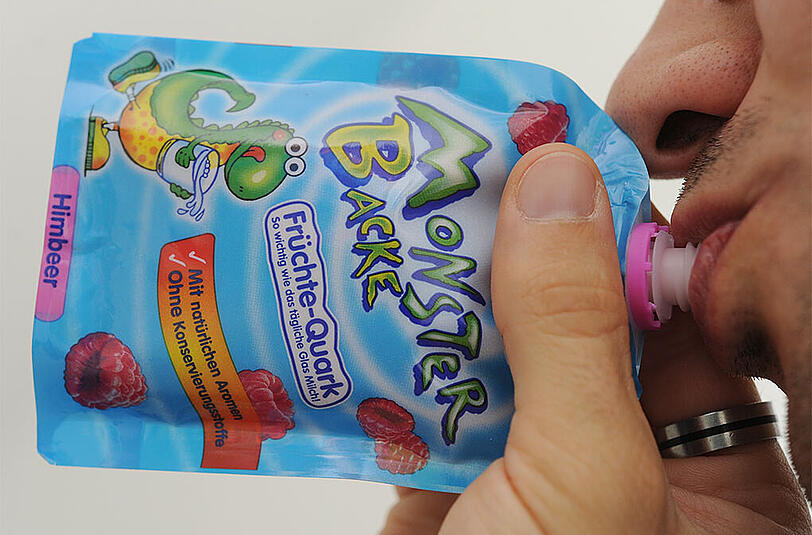 MONSTER
BACKE
Früchte-Quark
So wichtig wie das tägliche Glas Milch!
✓ Mit natürlichen Aromen
✓ Ohne Konservierungsstoffe
Himbeer